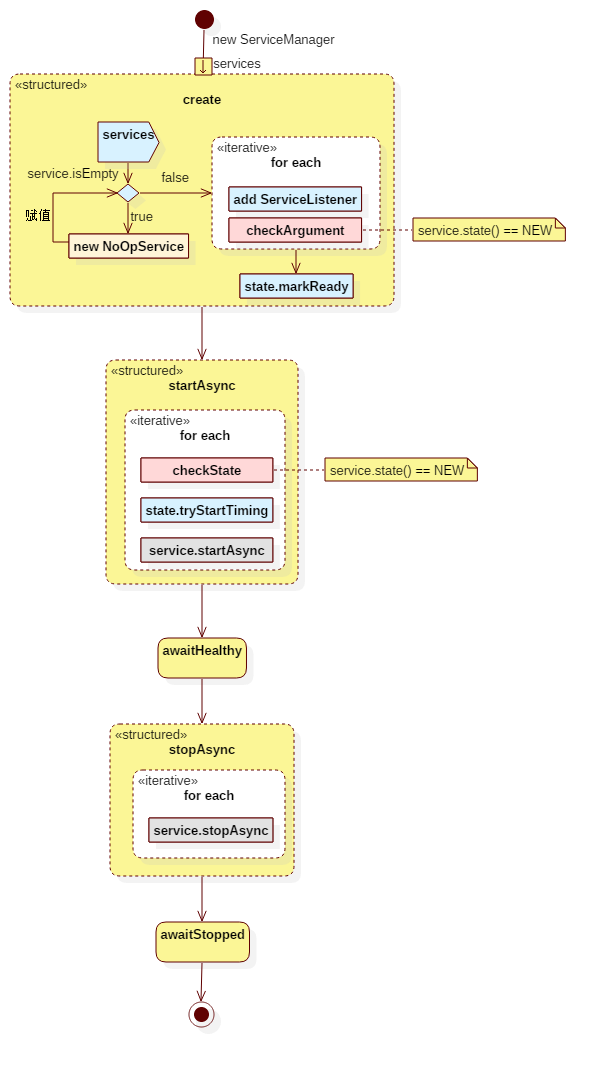 new ServiceManager
services
«structured»
create
services
«iterative»
for each
service.isEmpty
false
add ServiceListener
赋值
true
checkArgument
service.state() == NEW
new NoOpService
state.markReady
«structured»
startAsync
«iterative»
for each
checkState
service.state() == NEW
state.tryStartTiming
service.startAsync
awaitHealthy
«structured»
stopAsync
«iterative»
for each
service.stopAsync
awaitStopped